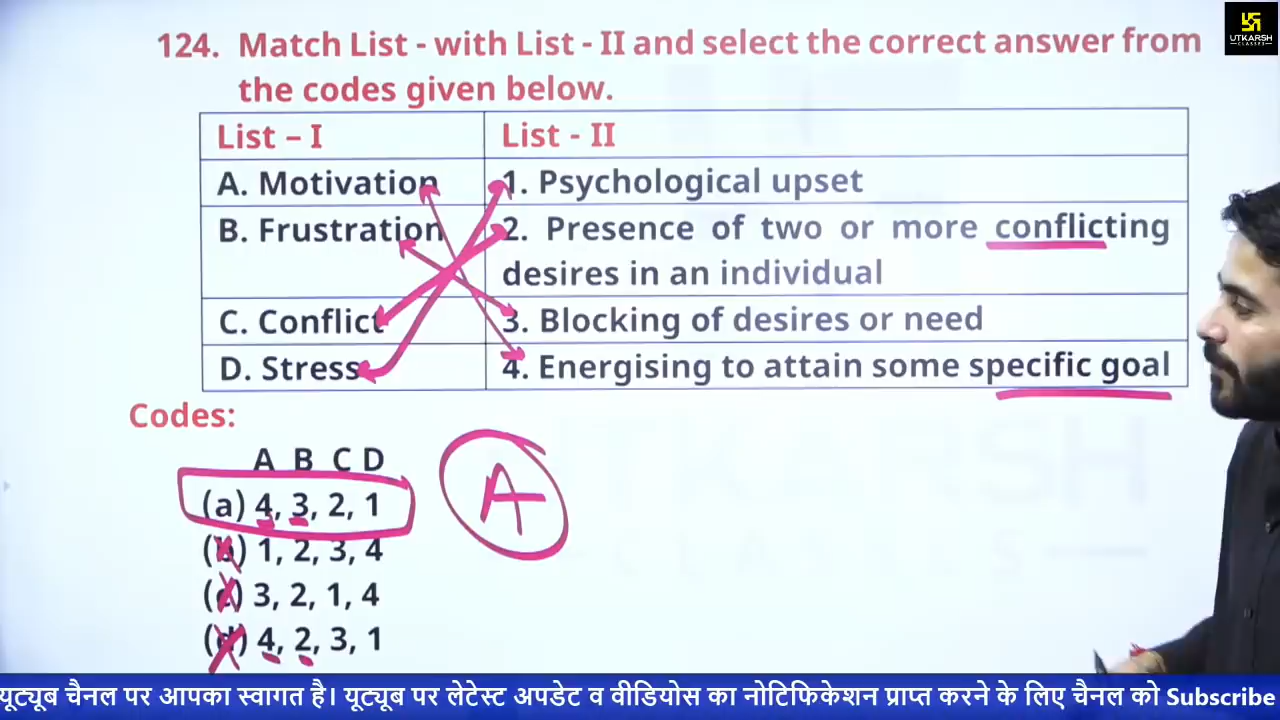 UTKARSH
CLASSES
124. Match List - with List - II and select the correct answer from
the codes given below.
List – I List - II
A. Motivation 1. Psychological upset
B. Frustration 2. Presence of two or more conflicting
desires in an individual
C. Conflict 3. Blocking of desires or need
D. Stress 4. Energising to attain some specific goal
Codes:
A B C D
(a) 4, 3, 2, 1
A
(b) 1, 2, 3, 4
(c) 3, 2, 1, 4
(d) 4, 2, 3, 1
यूट्यूब चैनल पर आपका स्वागत है। यूट्यूब पर लेटेस्ट अपडेट व वीडियोस का नोटिफिकेशन प्राप्त करने के लिए चैनल को Subscribe